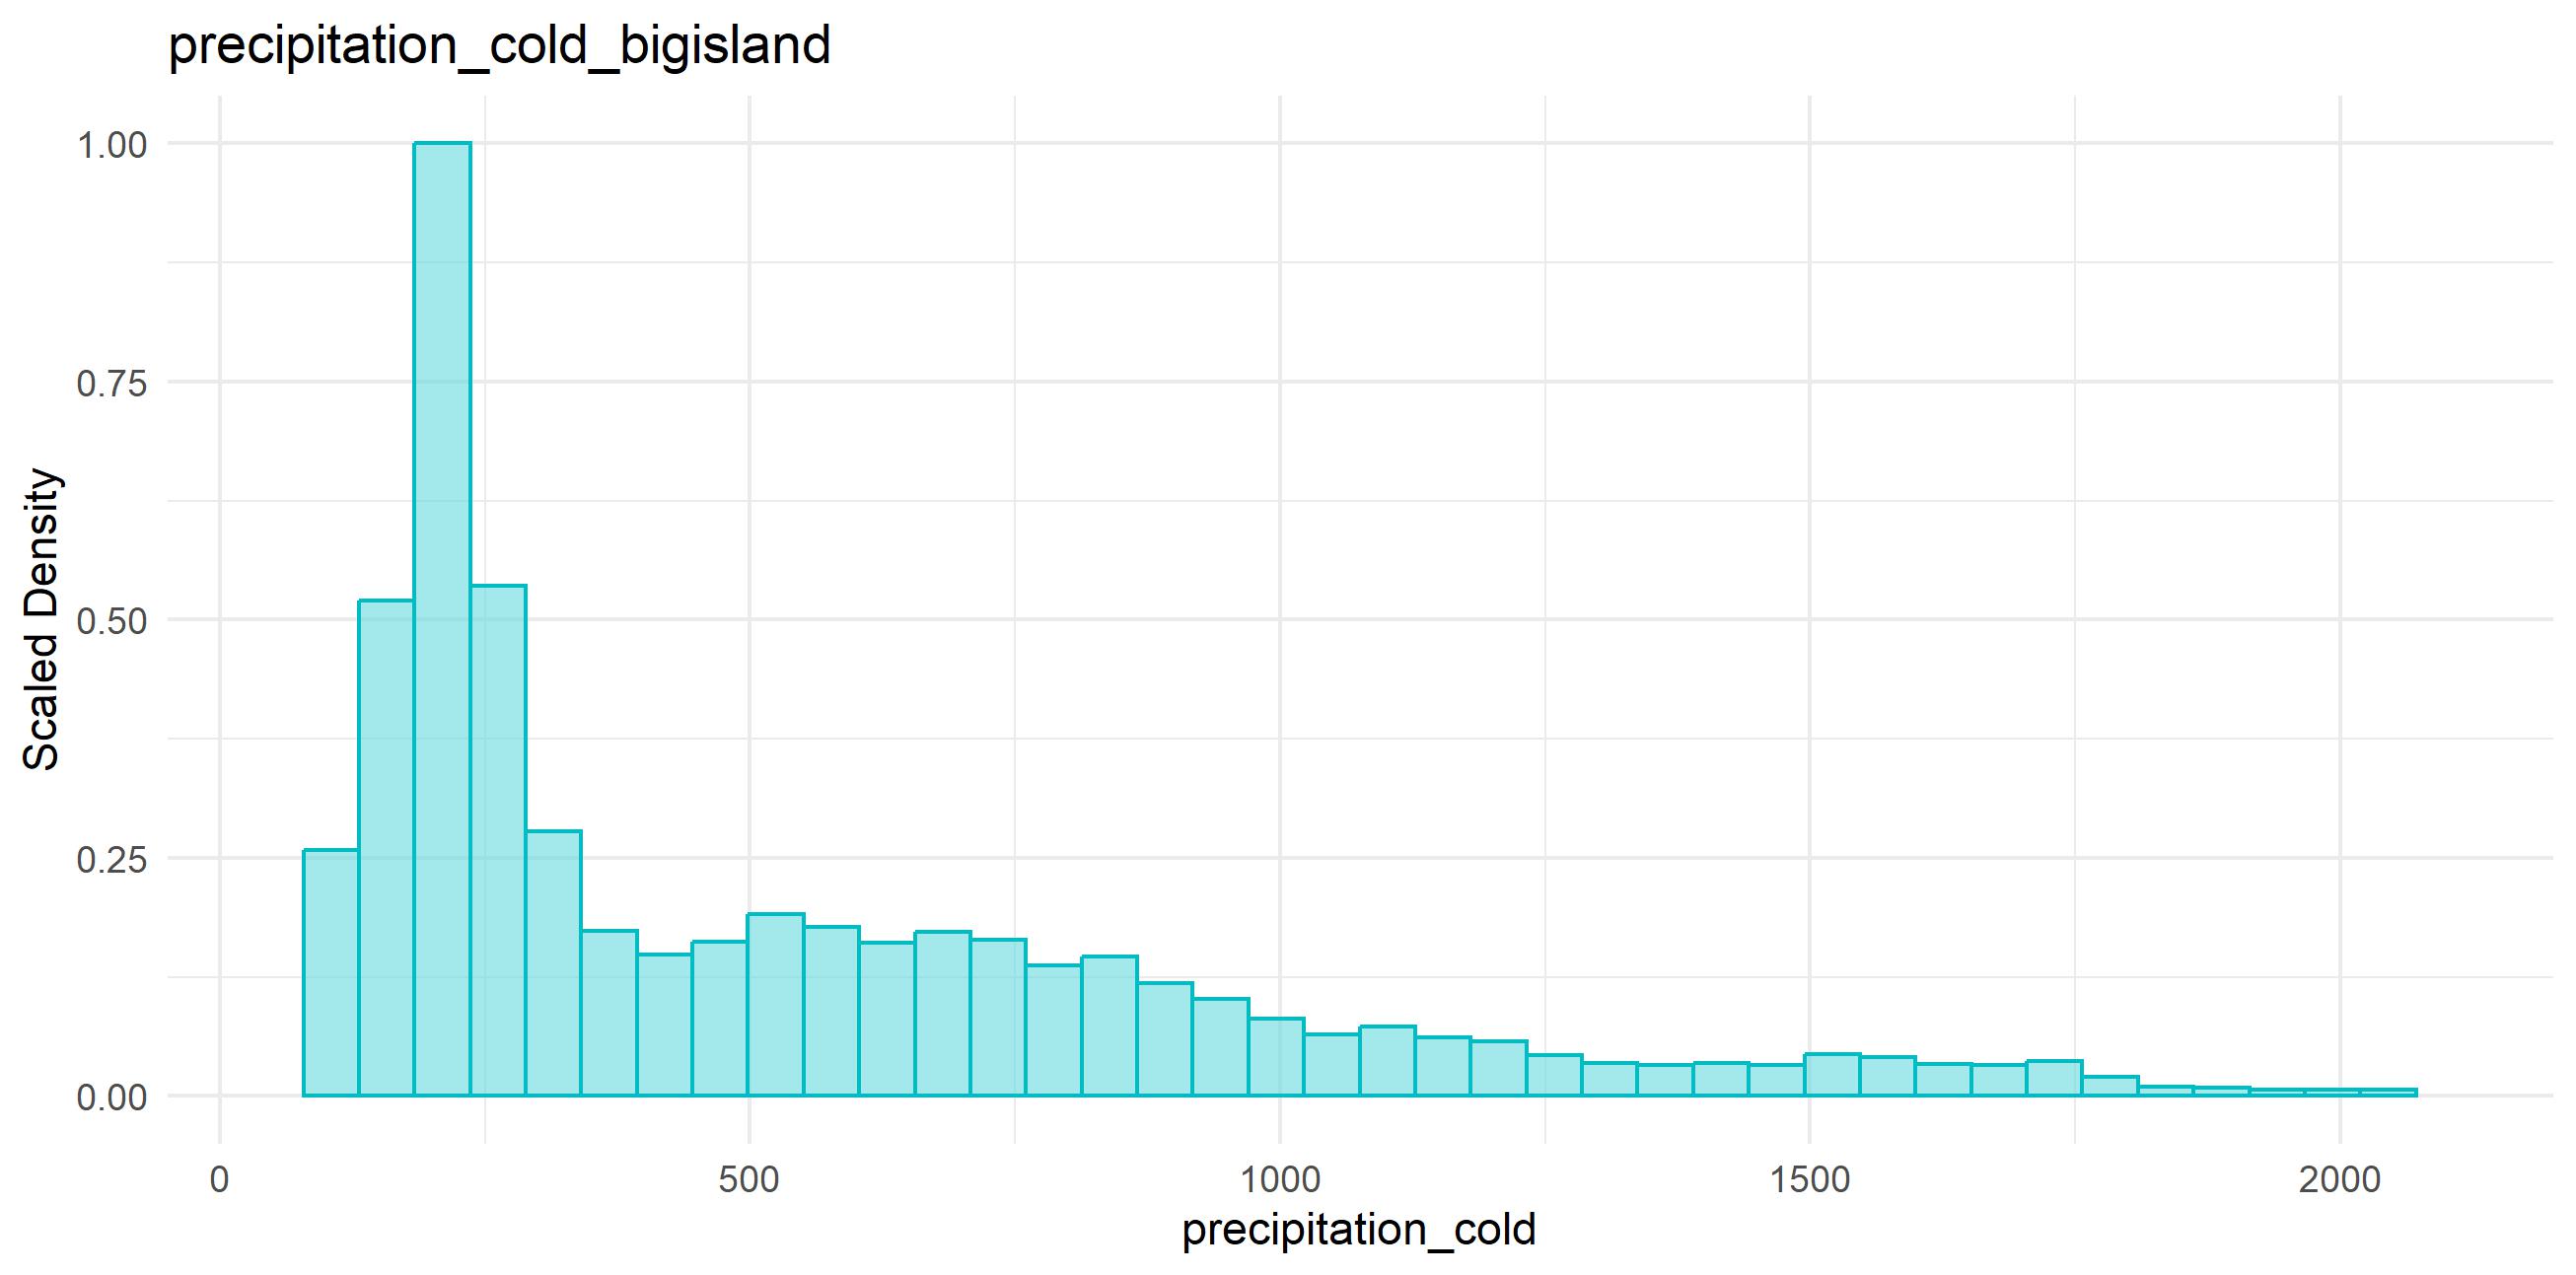 precipitation_cold_bigisland
1.00
0.75
0.50
0.25
0.00
Scaled Density
0 500 1000 1500 2000
precipitation_cold